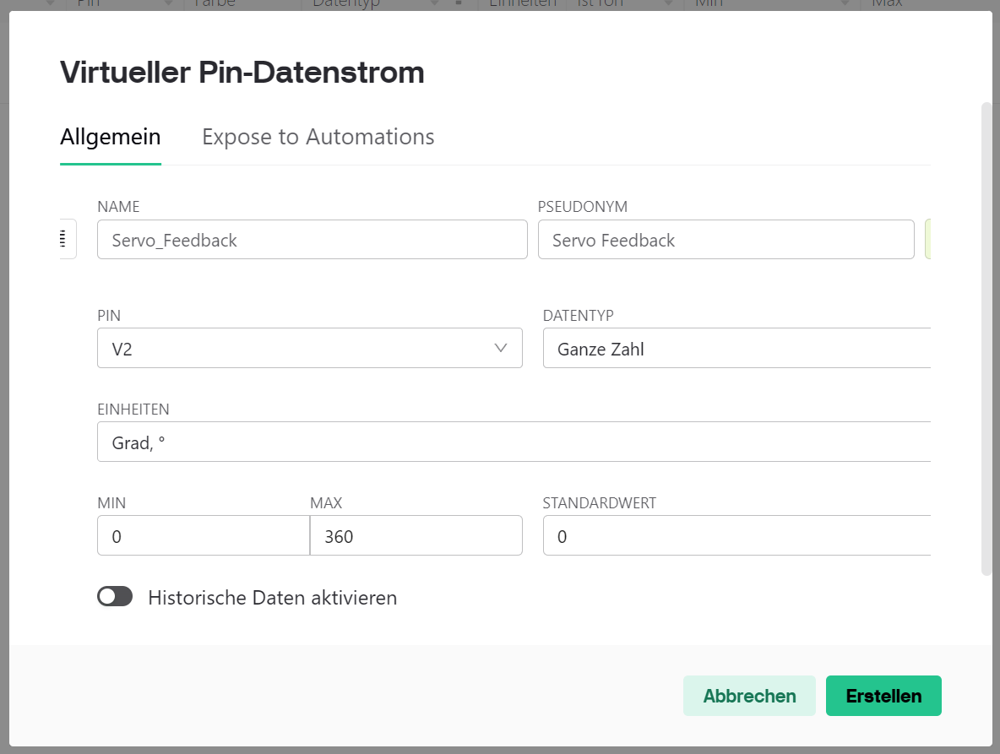 Pin Farbe Datentyp Einheiten Min Max
Virtueller Pin-Datenstrom
Allgemein Expose to Automations
NAME PSEUDONYM
Servo_Feedback Servo Feedback
PIN DATENTYP
V2 Ganze Zahl
EINHEITEN
Grad, °
MIN MAX STANDARDWERT
0 360 0
Historische Daten aktivieren
Abbrechen Erstellen